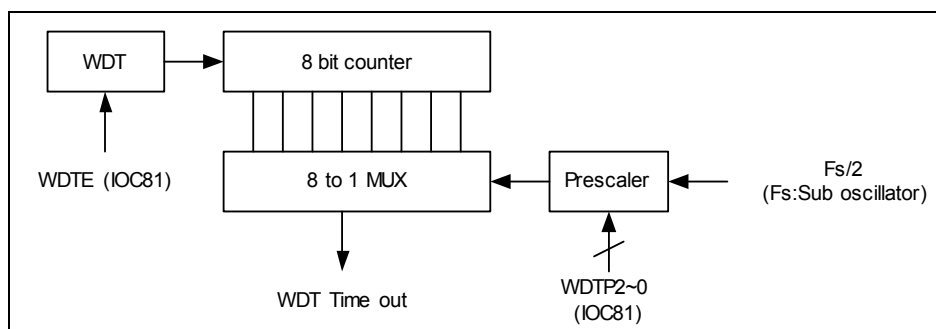 WDT
8 bit counter
WDTE (IOC81)
8 to 1 MUX
Prescaler
Fs/2
(Fs:Sub oscillator)
WDT Time out
WDTP2~0
(IOC81)